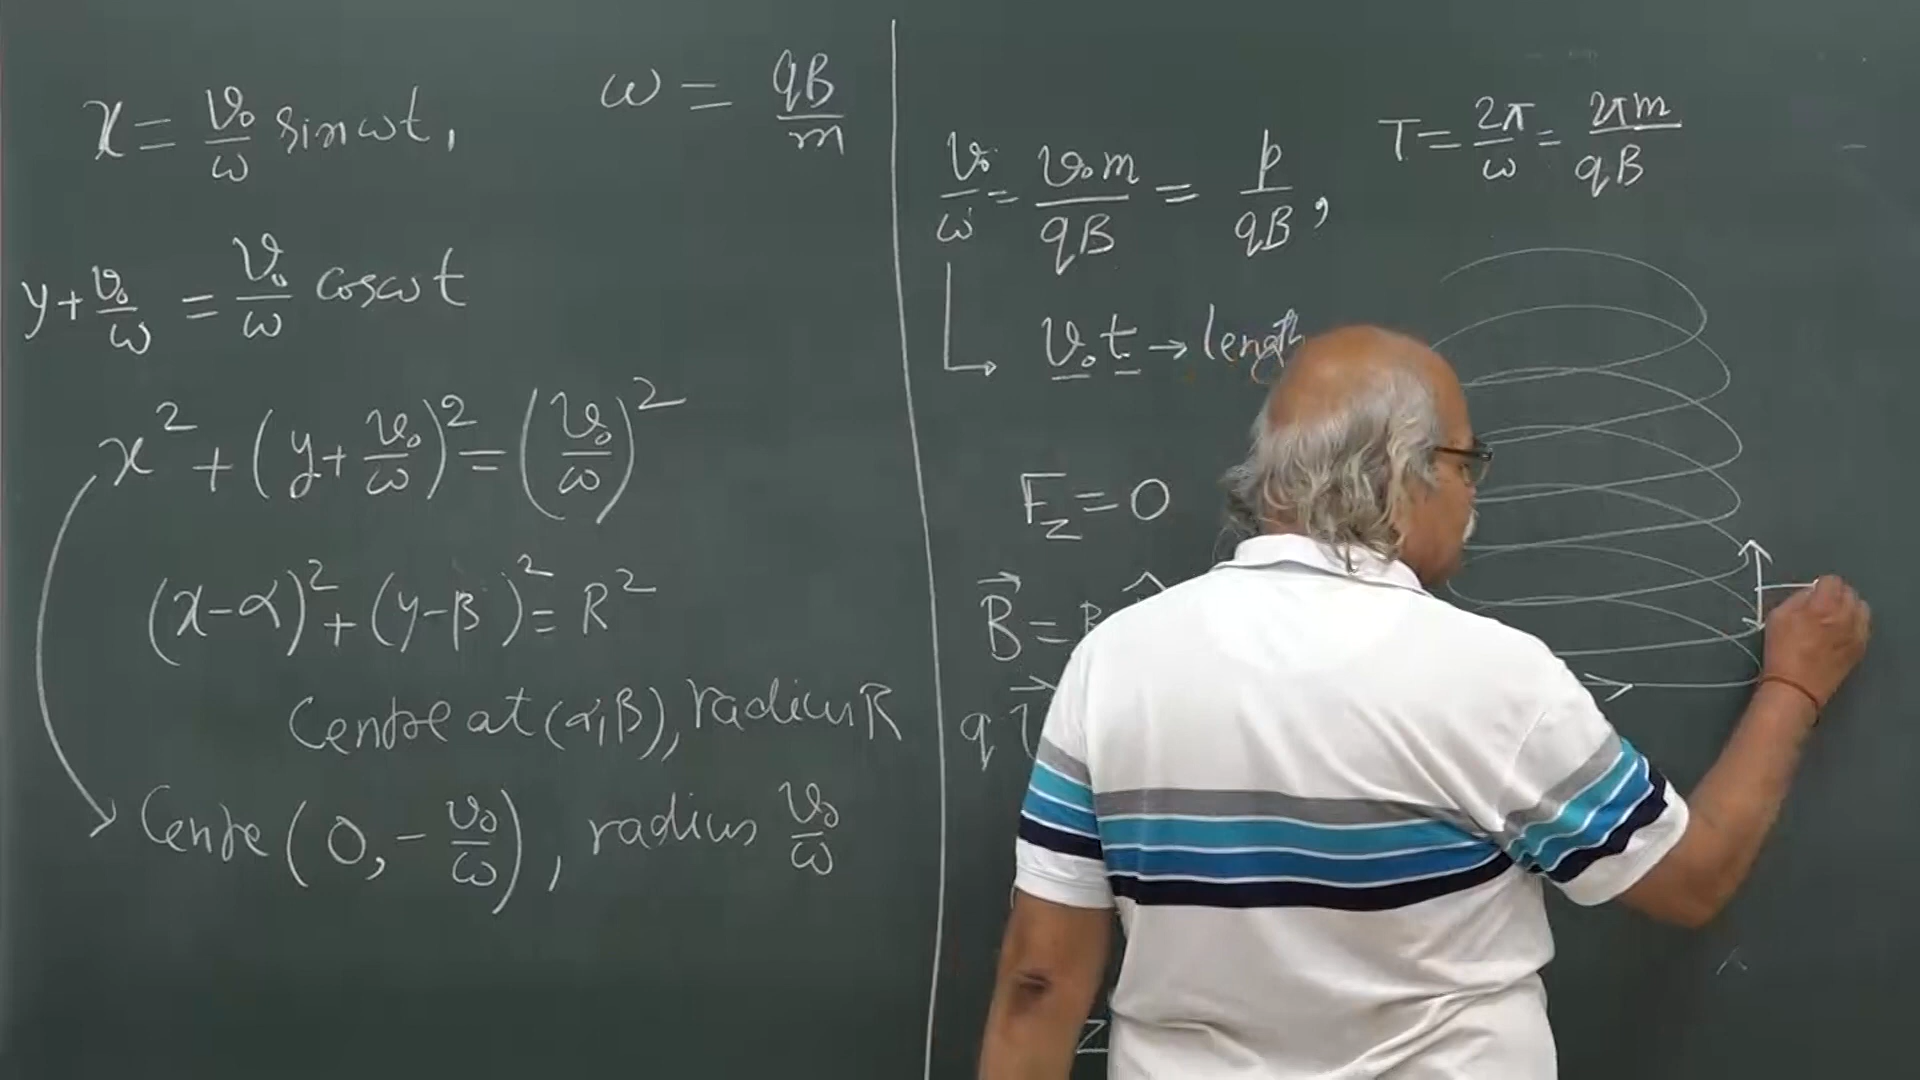 x = v₀/ω sin ωt,
ω = qB/m
y + v₀/ω = v₀/ω cos ωt
x² + (y + v₀/ω)² = (v₀/ω)²
(x-α)² + (y-β)² = R²
Centre at (α,β), radius R
Centre (0, - v₀/ω), radius v₀/ω
v₀/ω = v₀m/qB = p/qB,
T = 2π/ω = 2πm/qB
v₀t → length
F_z = 0
B⃗ = B
q
z